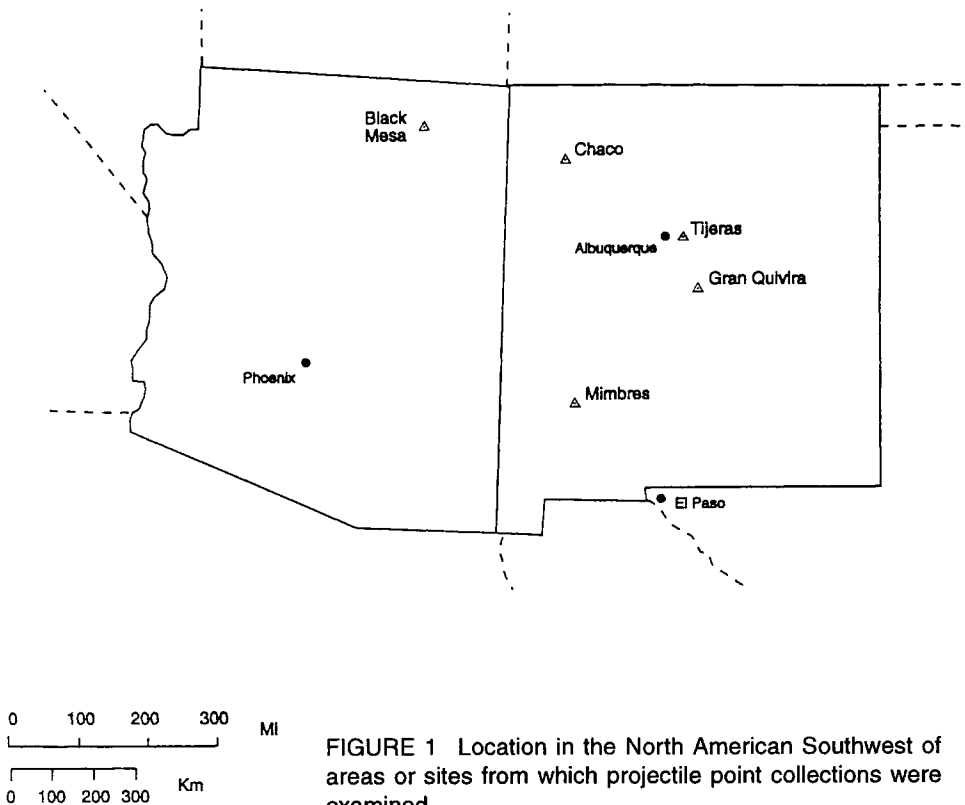 Black
Mesa
Chaco
Tijeras
Albuquerque
Gran Quivira
Phoenix
Mimbres
El Paso
0 100 200 300 Mi
0 100 200 300 Km
FIGURE 1 Location in the North American Southwest of
areas or sites from which projectile point collections were
examined